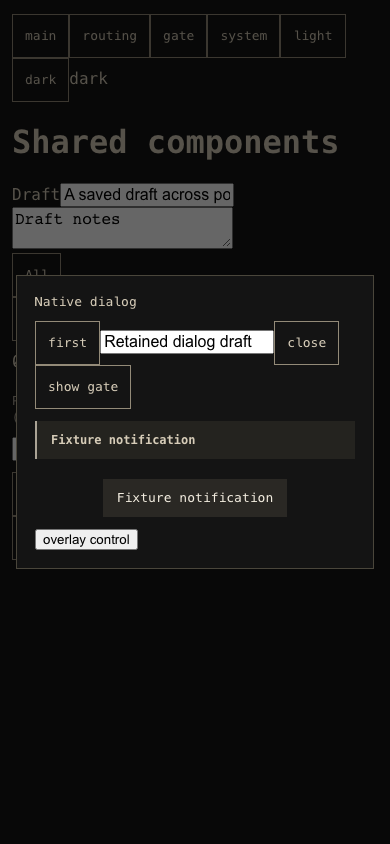 main routing gate system light
dark dark
Shared components
Draft A saved draft across po
Draft notes
All
Native dialog
first Retained dialog draft close
show gate
Fixture notification
Fixture notification
overlay control